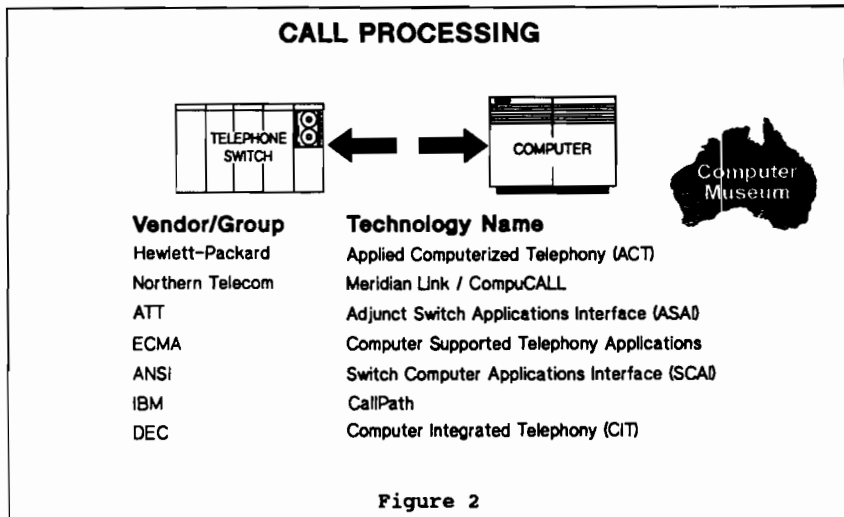 CALL PROCESSING
TELEPHONE
SWITCH
COMPUTER
Computer
Museum
Vendor/Group Technology Name
Hewlett-Packard Applied Computerized Telephony (ACT)
Northern Telecom Meridian Link / CompuCALL
ATT Adjunct Switch Applications Interface (ASAI)
ECMA Computer Supported Telephony Applications
ANSI Switch Computer Applications Interface (SCAI)
IBM CallPath
DEC Computer Integrated Telephony (CIT)
Figure 2